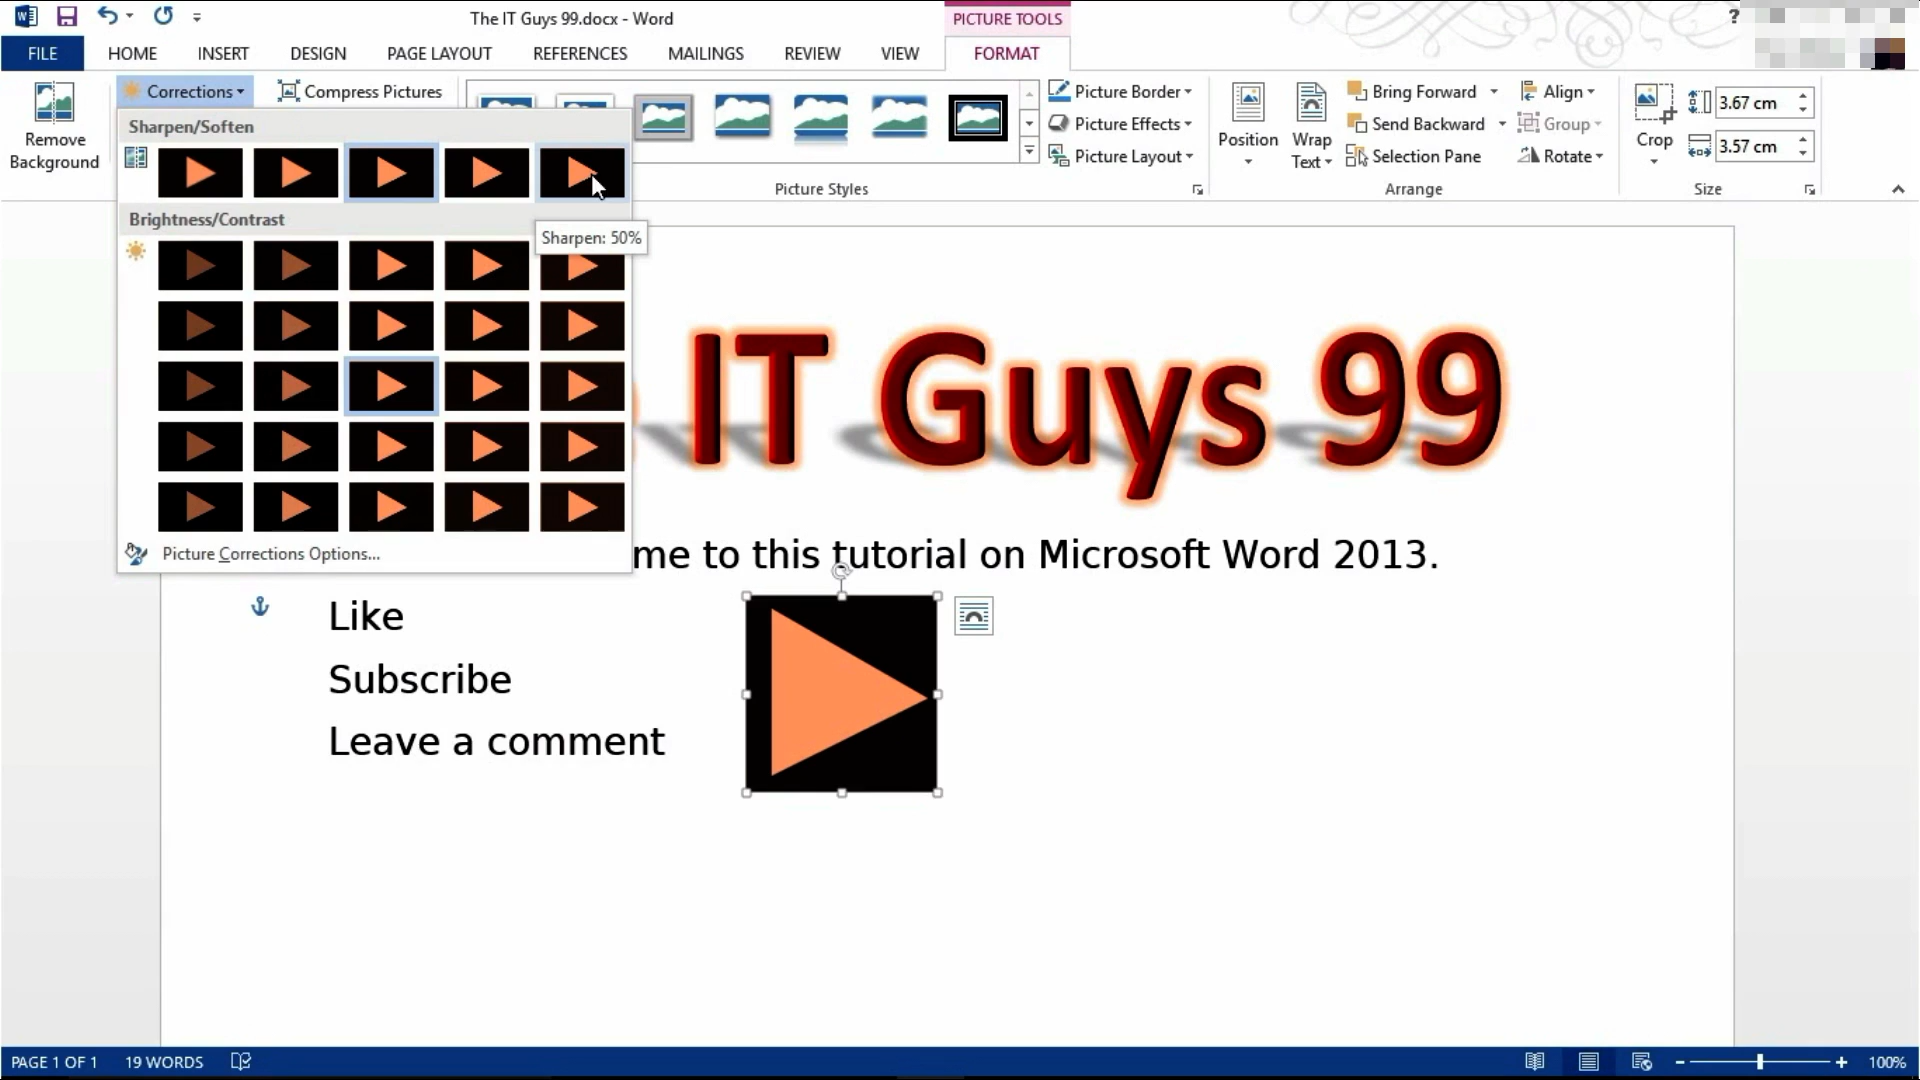 The IT Guys 99.docx - Word
PICTURE TOOLS
?
FILE HOME INSERT DESIGN PAGE LAYOUT REFERENCES MAILINGS REVIEW VIEW FORMAT
Remove Background
Corrections
Compress Pictures
Sharpen/Soften
Sharpen: 50%
Brightness/Contrast
Picture Corrections Options...
Picture Styles
Picture Border
Picture Effects
Picture Layout
Position
Wrap Text
Bring Forward
Send Backward
Selection Pane
Align
Group
Rotate
Arrange
Crop
3.67 cm
3.57 cm
Size
IT Guys 99
me to this tutorial on Microsoft Word 2013.
Like
Subscribe
Leave a comment
PAGE 1 OF 1 19 WORDS
100%